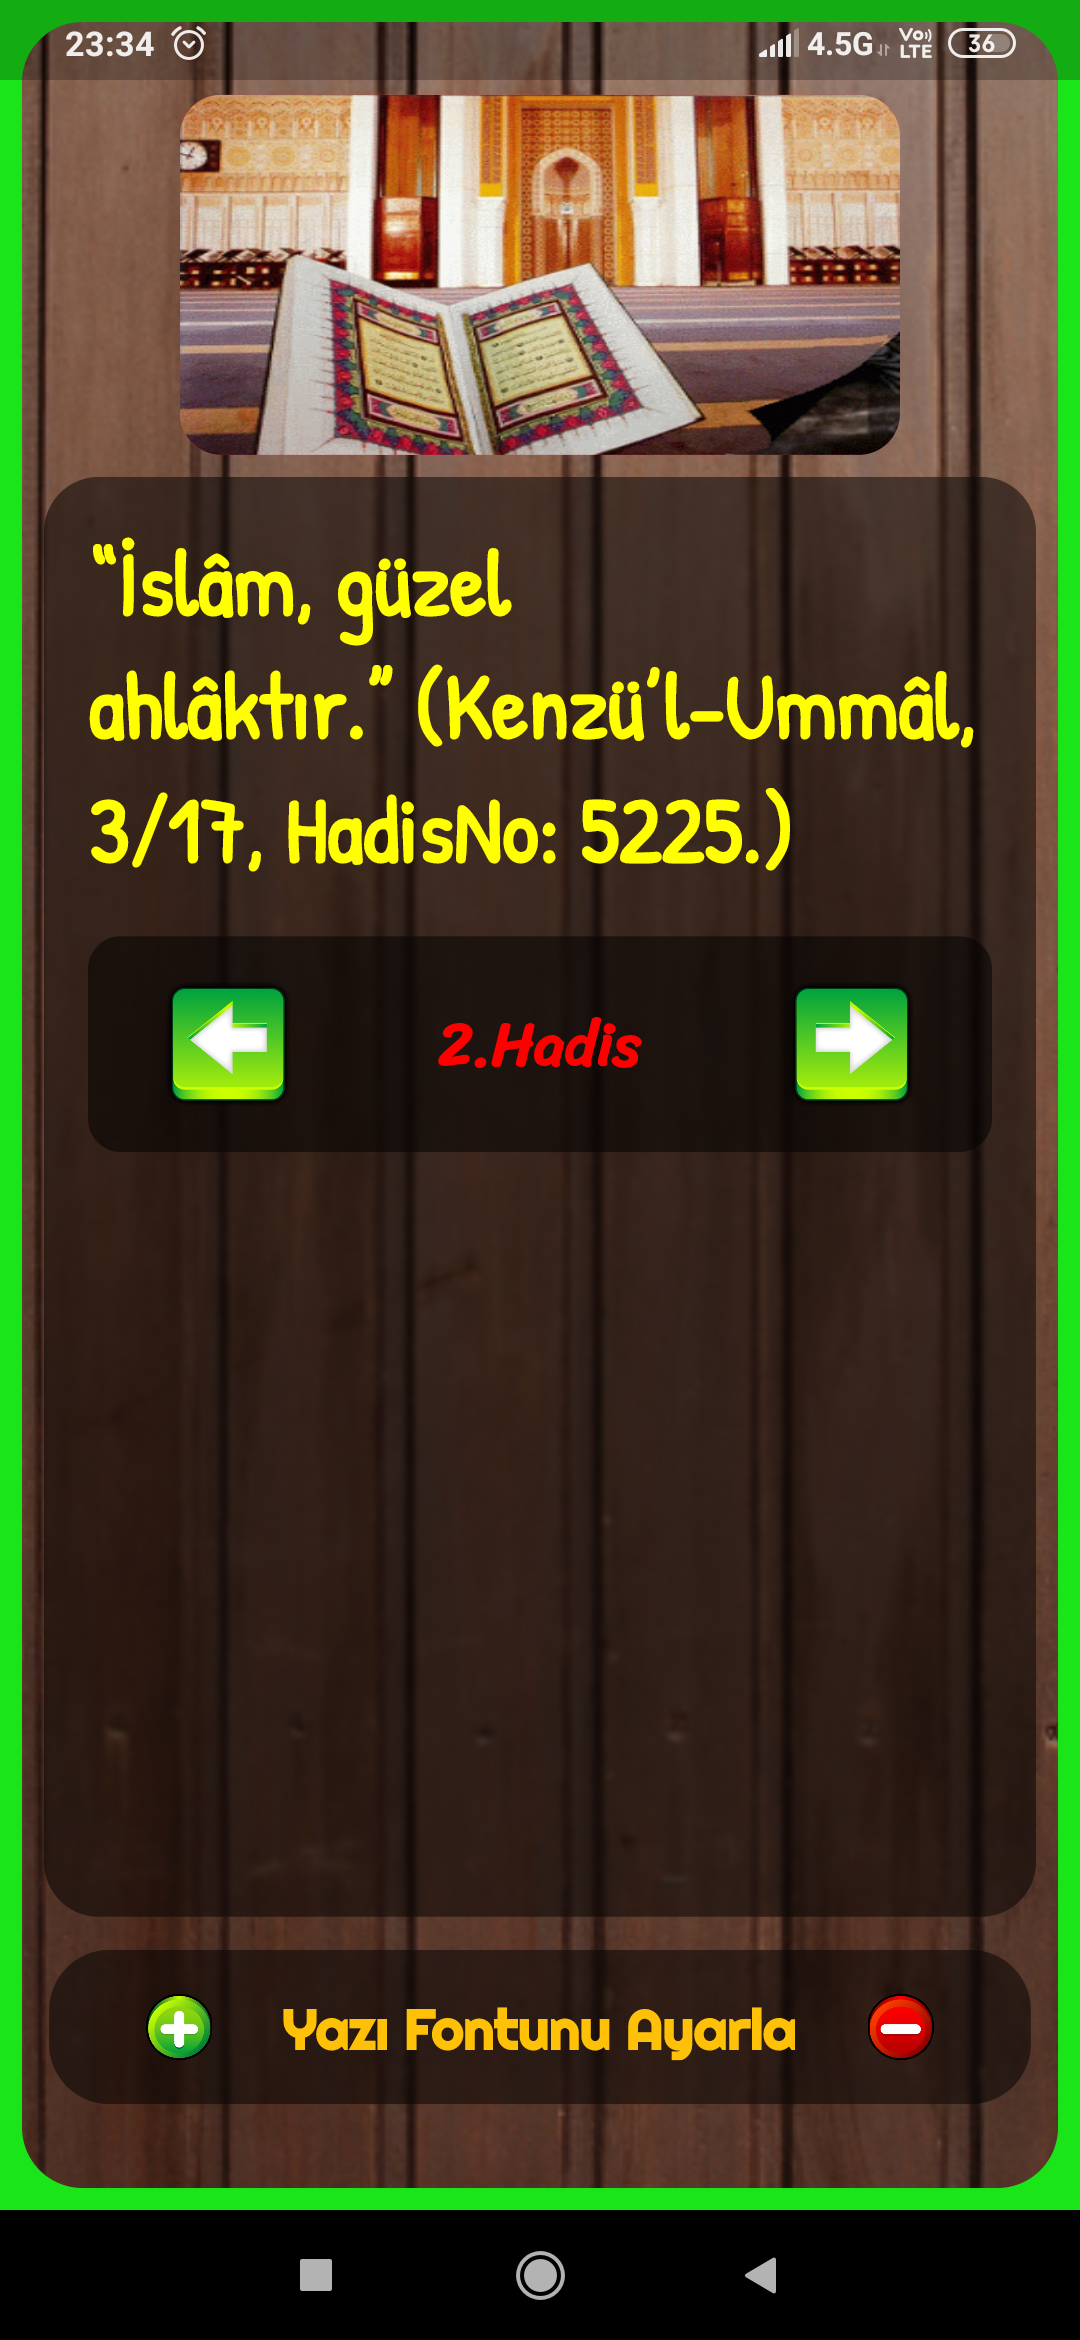 23:34 4.5G VoLTE 36
“İslâm, güzel
ahlâktır.” (Kenzü’l-Ummâl,
3/17, HadisNo: 5225.)
2.Hadis
Yazı Fontunu Ayarla